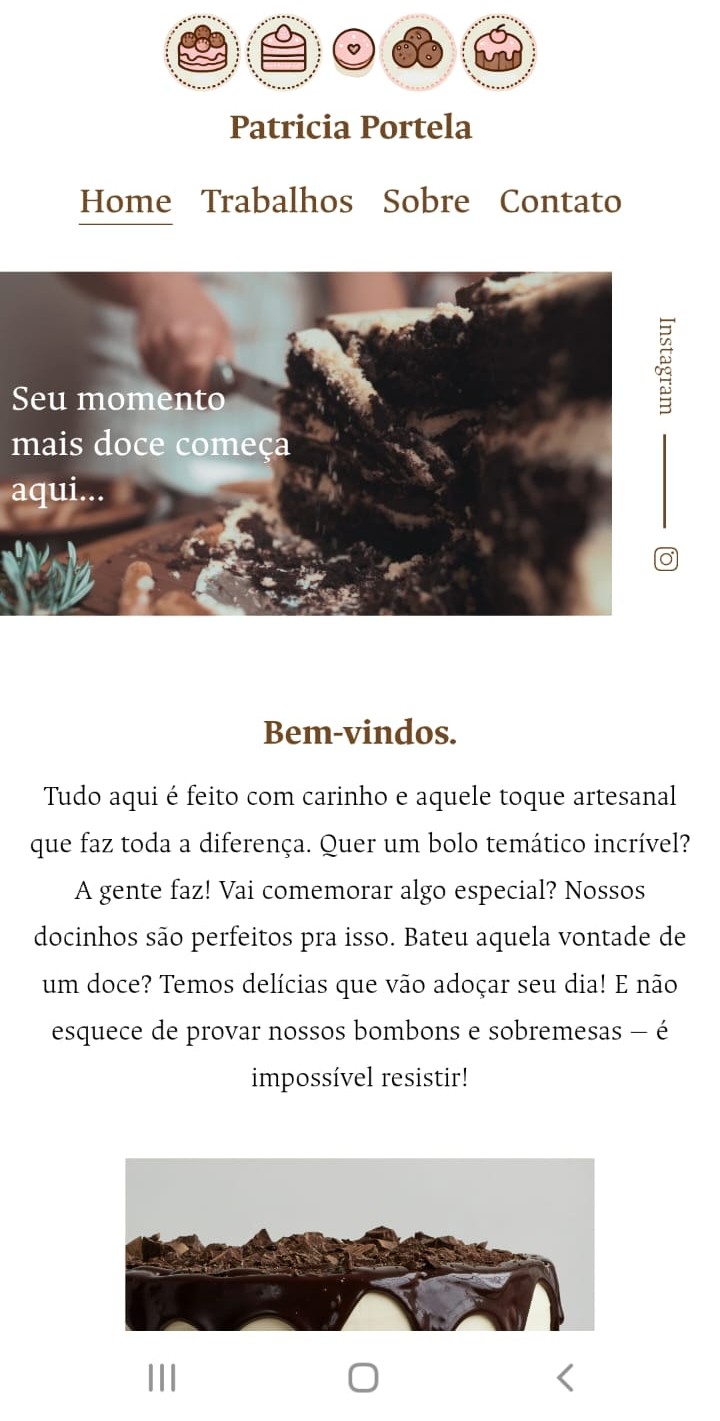 Patricia Portela
Home Trabalhos Sobre Contato
Seu momento
mais doce começa
aqui...
Instagram
Bem-vindos.
Tudo aqui é feito com carinho e aquele toque artesanal
que faz toda a diferença. Quer um bolo temático incrível?
A gente faz! Vai comemorar algo especial? Nossos
docinhos são perfeitos pra isso. Bateu aquela vontade de
um doce? Temos delícias que vão adoçar seu dia! E não
esquece de provar nossos bombons e sobremesas – é
impossível resistir!